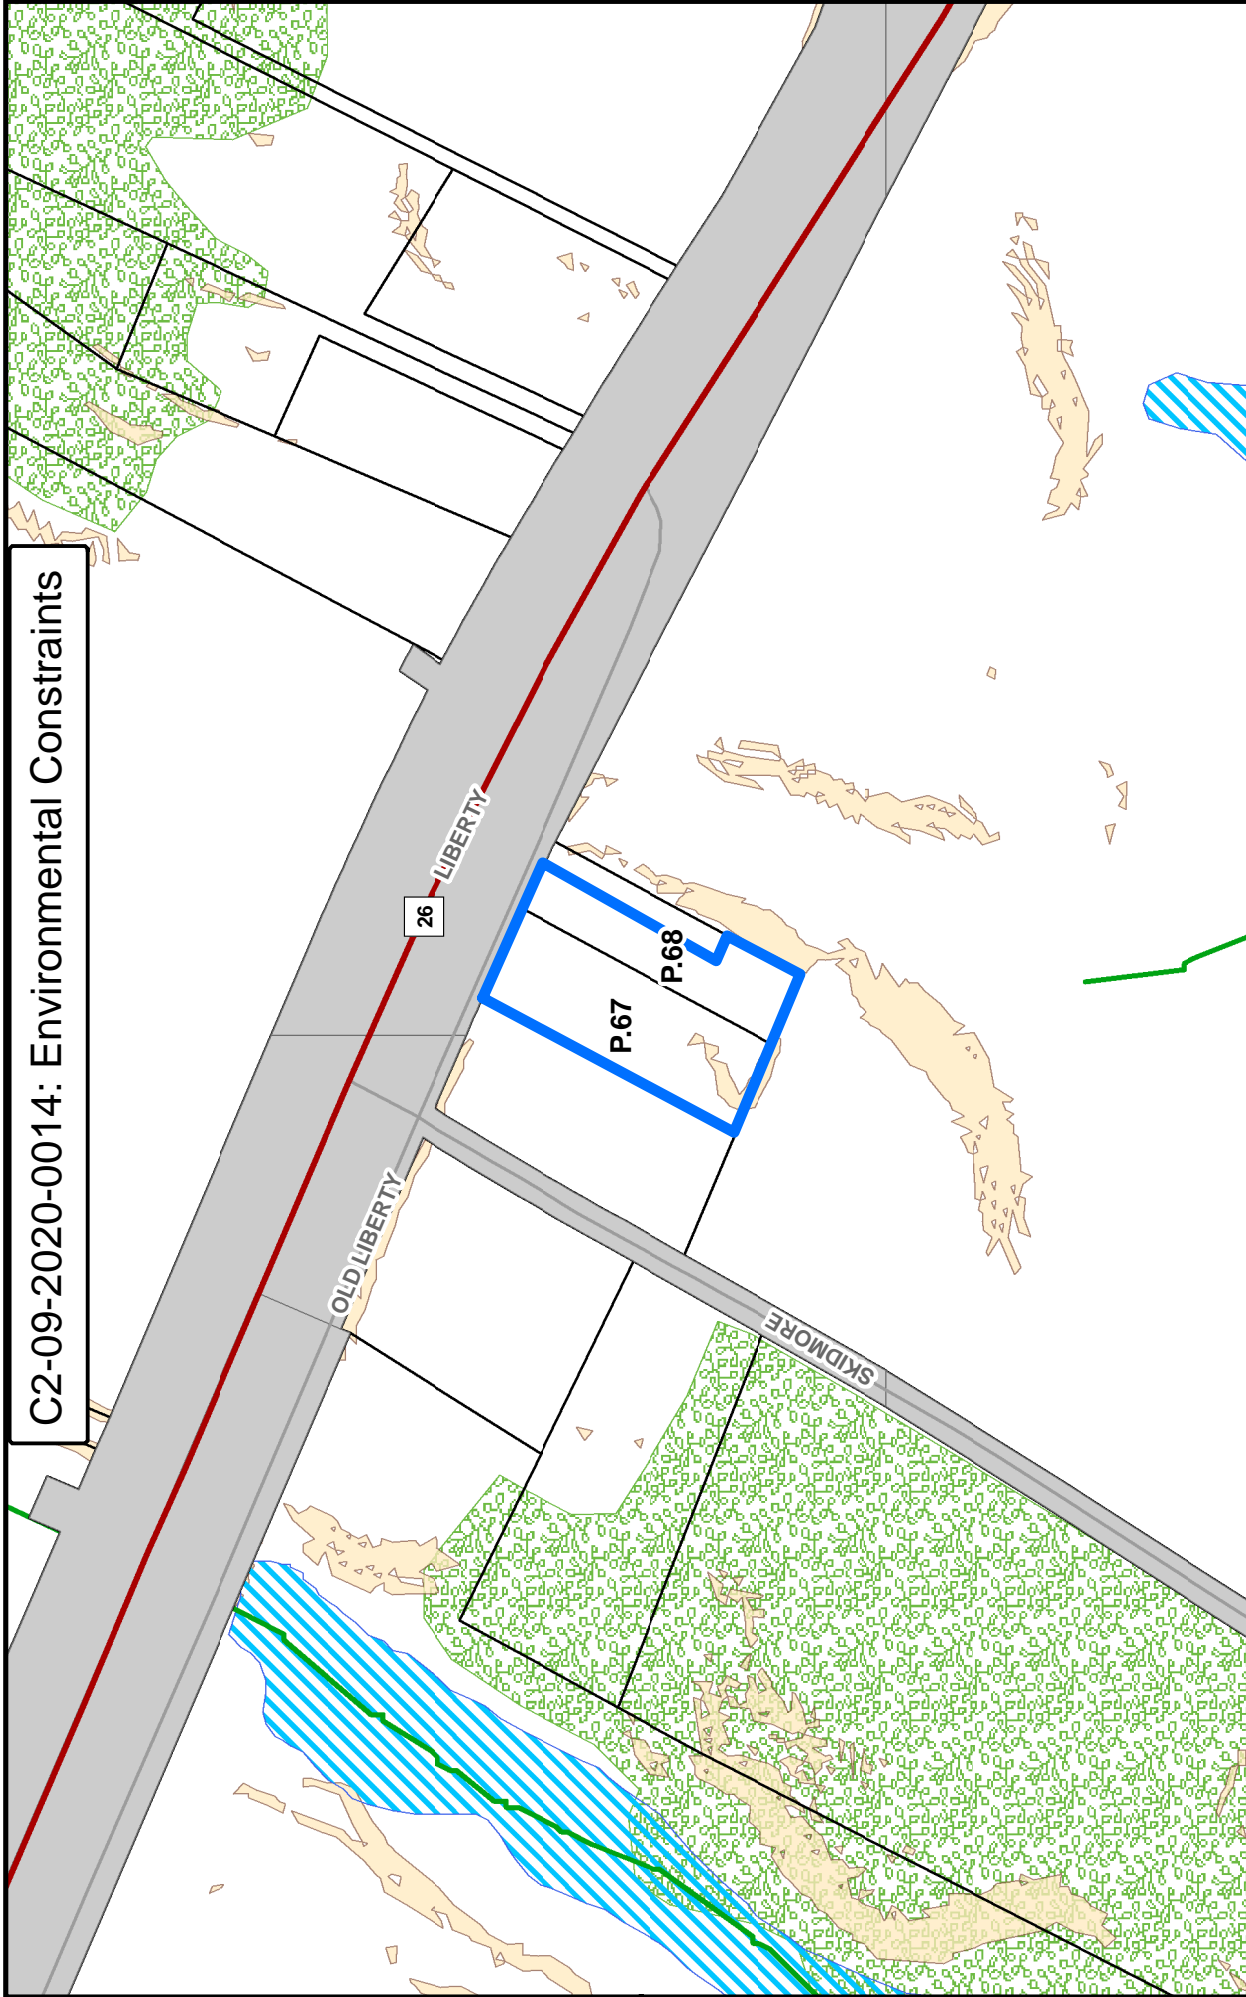 C2-09-2020-0014: Environmental Constraints
LIBERTY
26
OLD LIBERTY
P.68
P.67
SKIDMORE